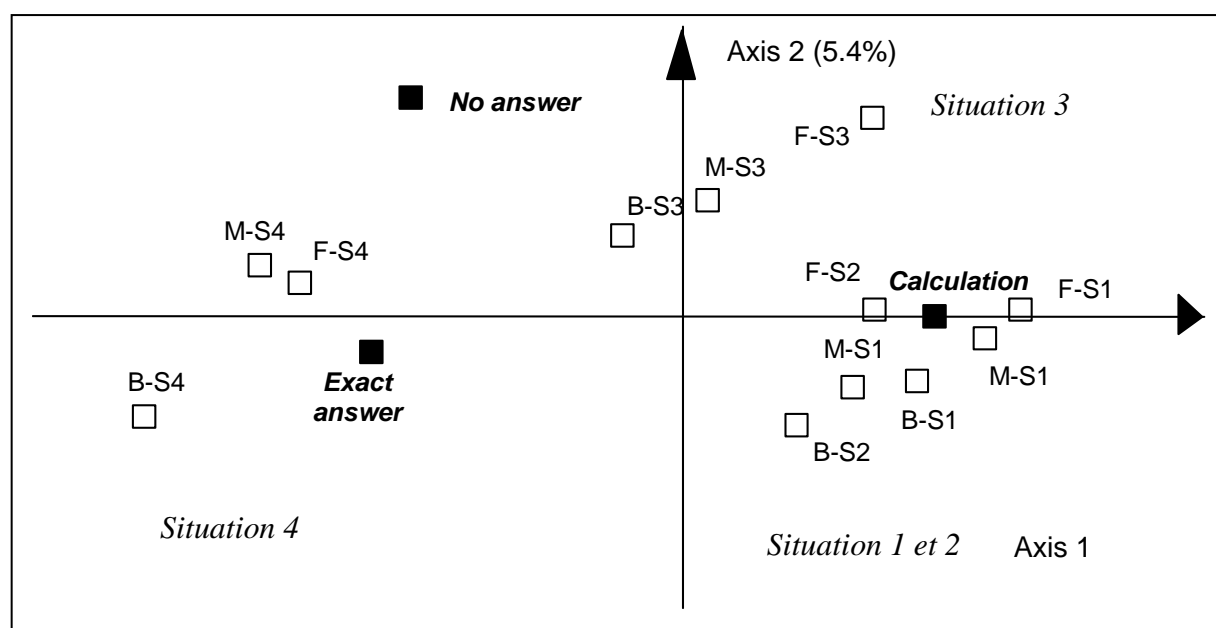 Axis 2 (5.4%)
No answer
Situation 3
F-S3
M-S3
B-S3
M-S4
F-S4
F-S2
Calculation
F-S1
M-S1
M-S1
Exact
answer
B-S4
B-S1
B-S2
Situation 4
Situation 1 et 2
Axis 1